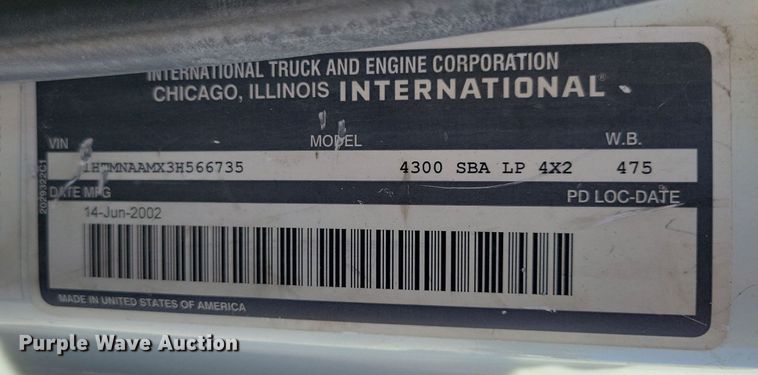 INTERNATIONAL TRUCK AND ENGINE CORPORATION
CHICAGO, ILLINOIS INTERNATIONAL®
VIN MODEL W.B.
1HTMNAAMX3H566735 4300 SBA LP 4X2 475
DATE MFG PD LOC-DATE
14-Jun-2002
MADE IN UNITED STATES OF AMERICA
2029322C1
Purple Wave Auction